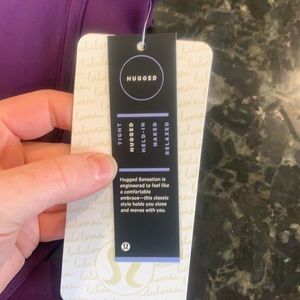 HUGGED
TIGHT
HUGGED
HELD-IN
NAKED
RELAXED
Hugged Sensation is
engineered to feel like
a comfortable
embrace—this classic
style holds you close
and moves with you.
lululemon